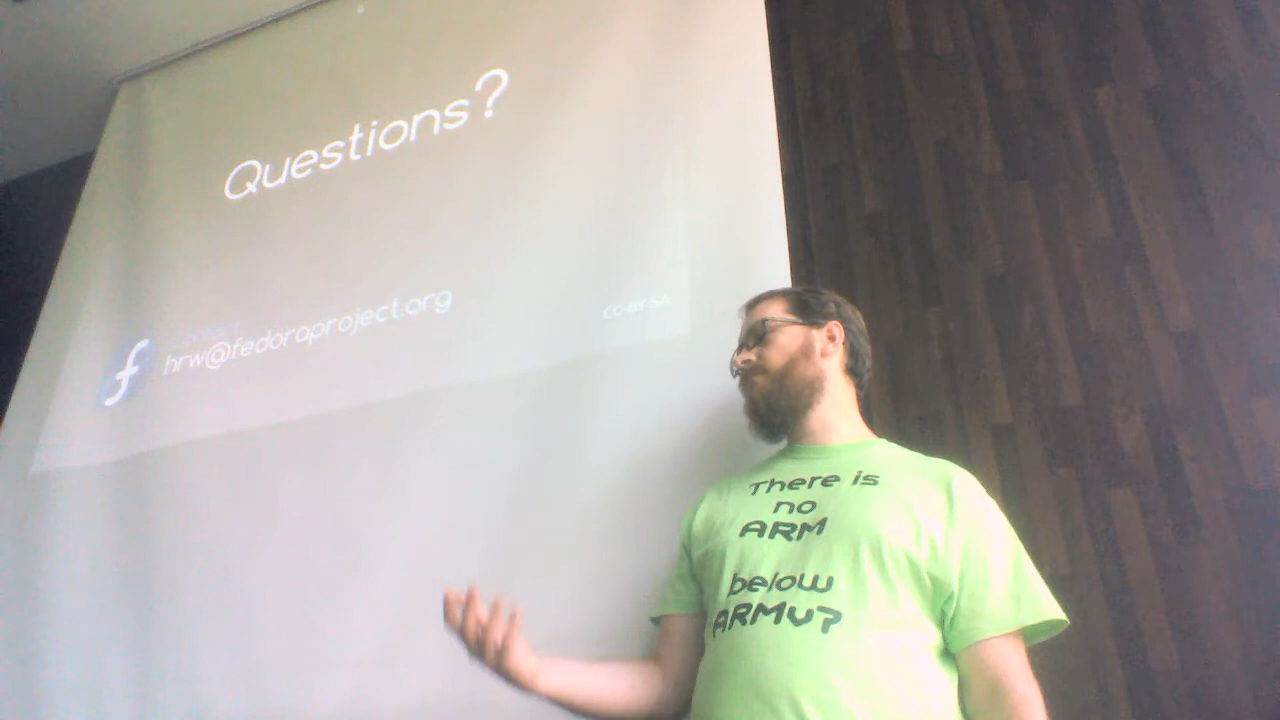 Questions?
hrw@fedoraproject.org
cc-BY-SA
There is
no
ARM
below
ARMv7